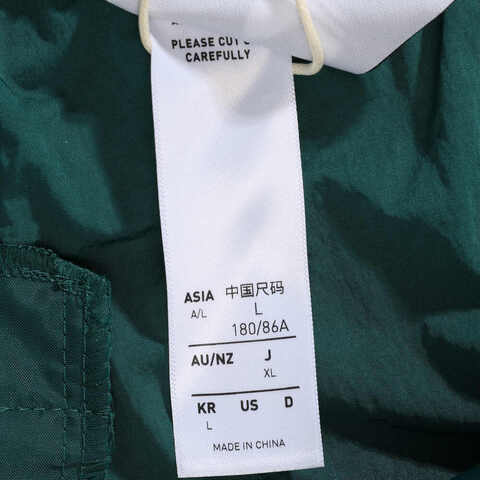 PLEASE CUT
CAREFULLY
ASIA 中国尺码
A/L L
180/86A
AU/NZ J
XL
KR US D
L
MADE IN CHINA